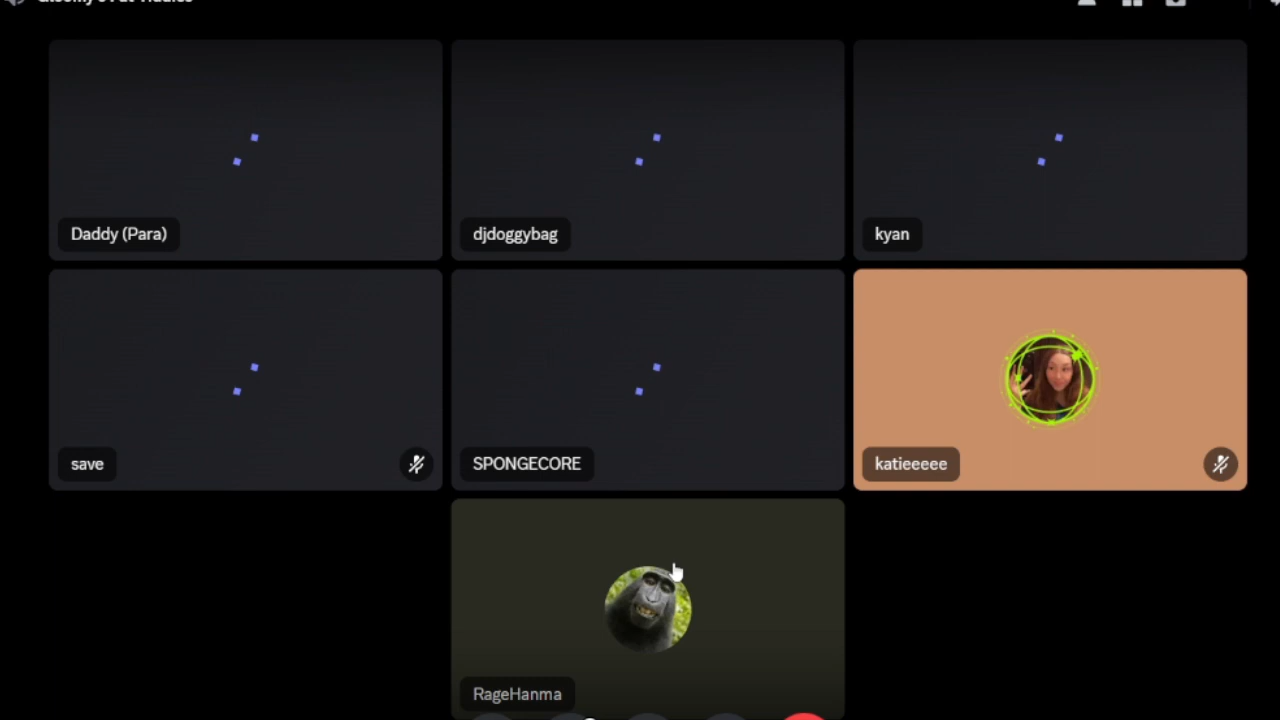 Daddy (Para)
djdoggybag
kyan
save
SPONGECORE
katieeeee
RageHanma